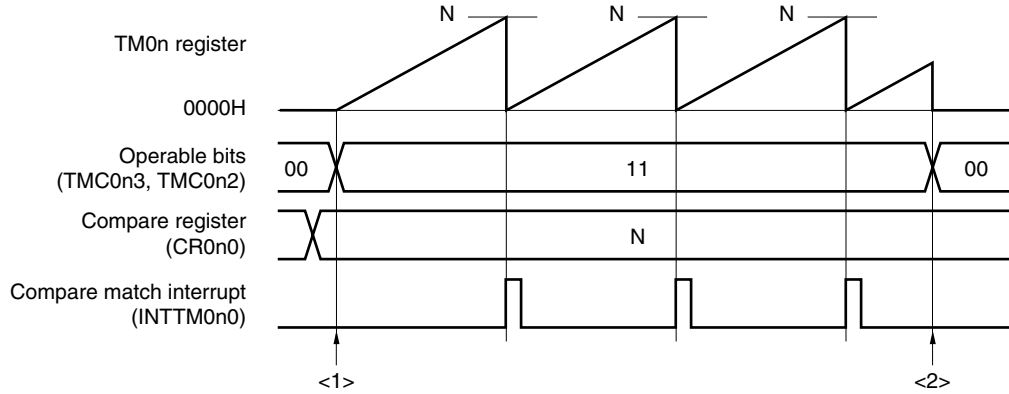 N N N
TM0n register
0000H
Operable bits
(TMC0n3, TMC0n2)
00 11 00
Compare register
(CR0n0)
N
Compare match interrupt
(INTTM0n0)
<1> <2>